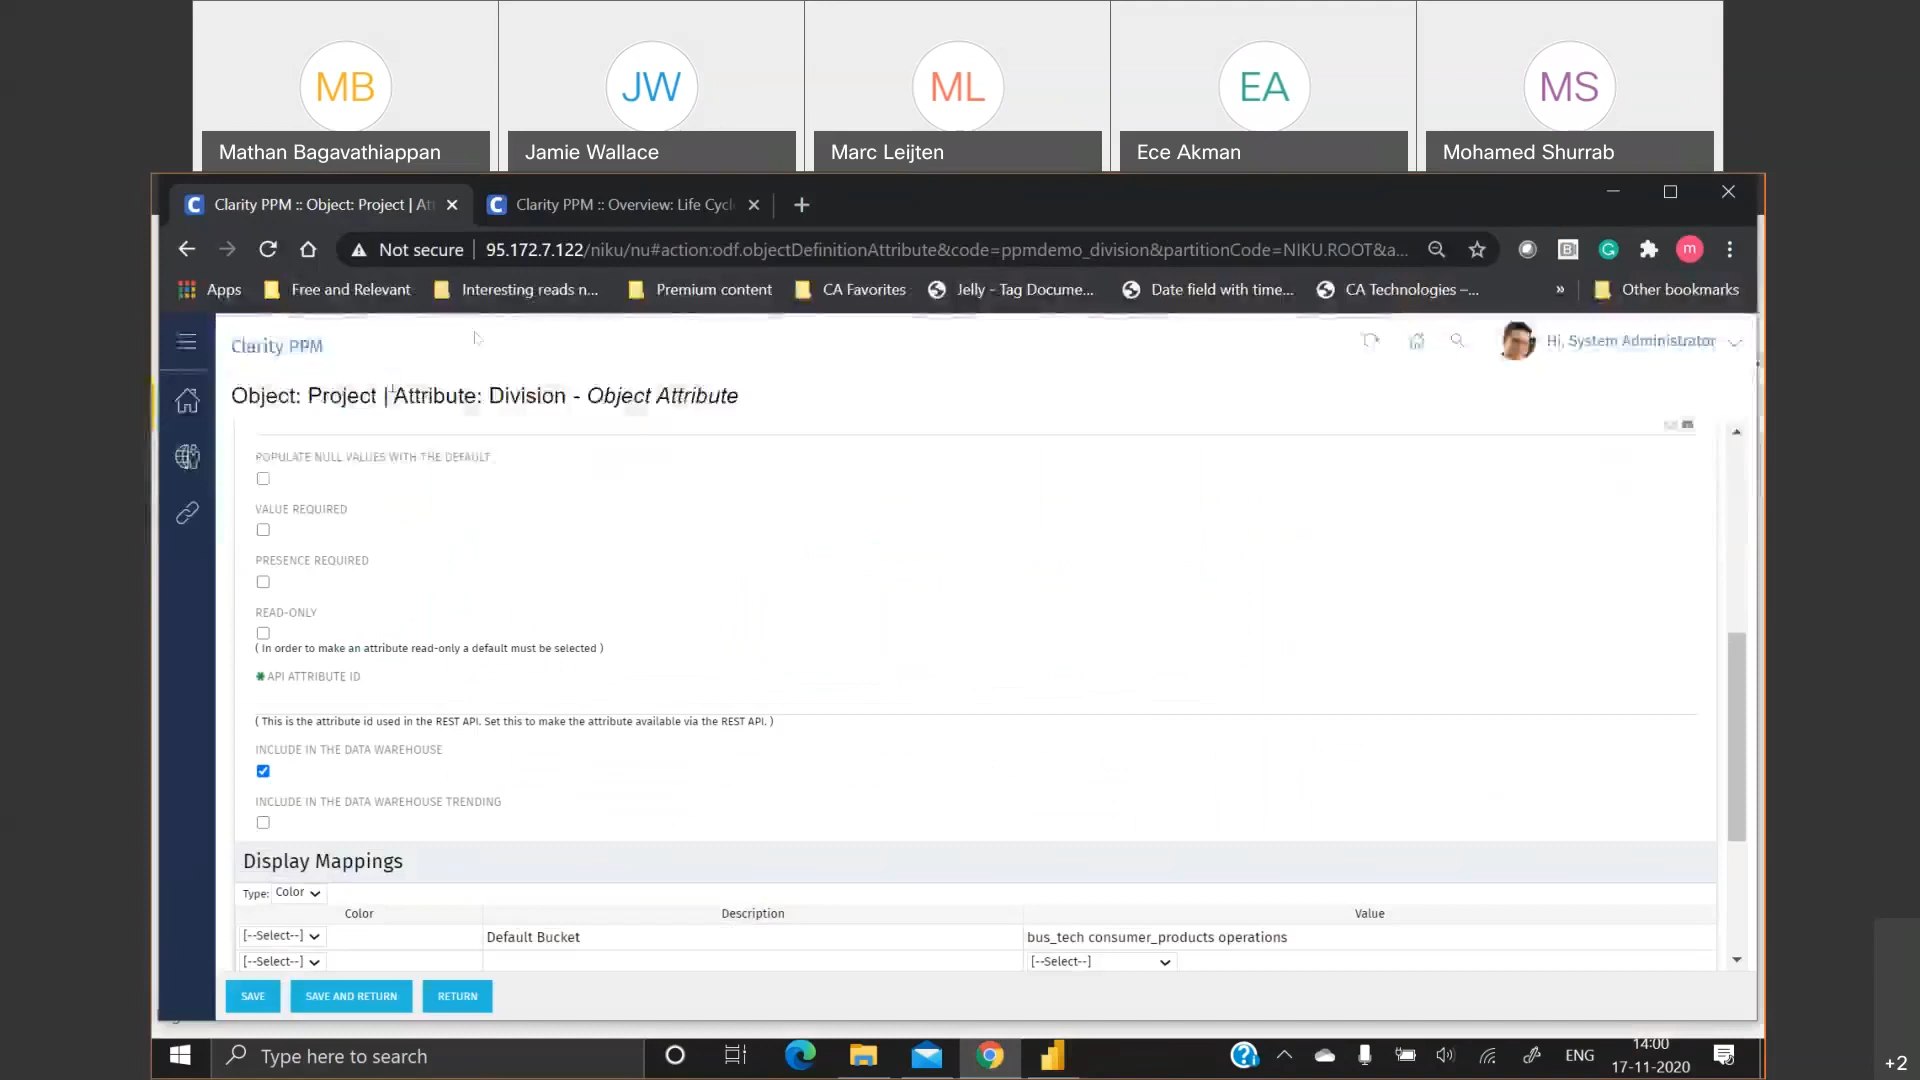 MB
JW
ML
EA
MS
Mathan Bagavathiappan
Jamie Wallace
Marc Leijten
Ece Akman
Mohamed Shurrab
Clarity PPM :: Object: Project | At
Clarity PPM :: Overview: Life Cycl
Not secure
95.172.7.122/niku/nu#action:odf.objectDefinitionAttribute&code=ppmdemo_division&partitionCode=NIKU.ROOT&a...
m
Apps
Free and Relevant
Interesting reads n...
Premium content
CA Favorites
Jelly - Tag Docume...
Date field with time...
CA Technologies –...
»
Other bookmarks
Clarity PPM
Hi, System Administrator
Object: Project | Attribute: Division - Object Attribute
POPULATE NULL VALUES WITH THE DEFAULT
VALUE REQUIRED
PRESENCE REQUIRED
READ-ONLY
( In order to make an attribute read-only a default must be selected )
API ATTRIBUTE ID
( This is the attribute id used in the REST API. Set this to make the attribute available via the REST API. )
INCLUDE IN THE DATA WAREHOUSE
INCLUDE IN THE DATA WAREHOUSE TRENDING
Display Mappings
Type: Color
Color Description Value
[--Select--] Default Bucket bus_tech consumer_products operations
[--Select--] [--Select--]
SAVE
SAVE AND RETURN
RETURN
Type here to search
ENG
14:00
17-11-2020
+2